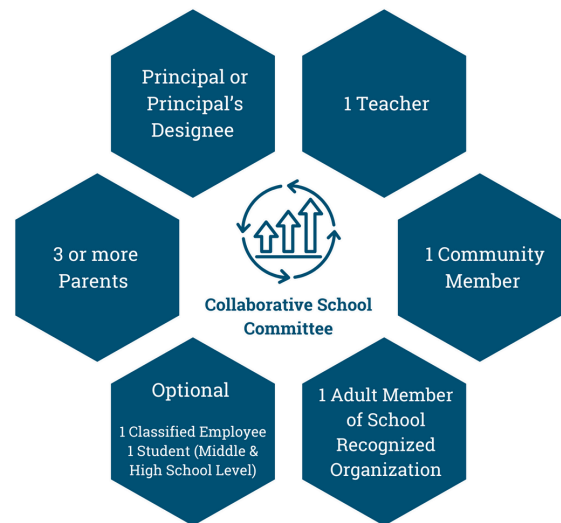 Principal or
Principal's
Designee
1 Teacher
3 or more
Parents
Collaborative School
Committee
1 Community
Member
Optional
1 Classified Employee
1 Student (Middle &
High School Level)
1 Adult Member
of School
Recognized
Organization